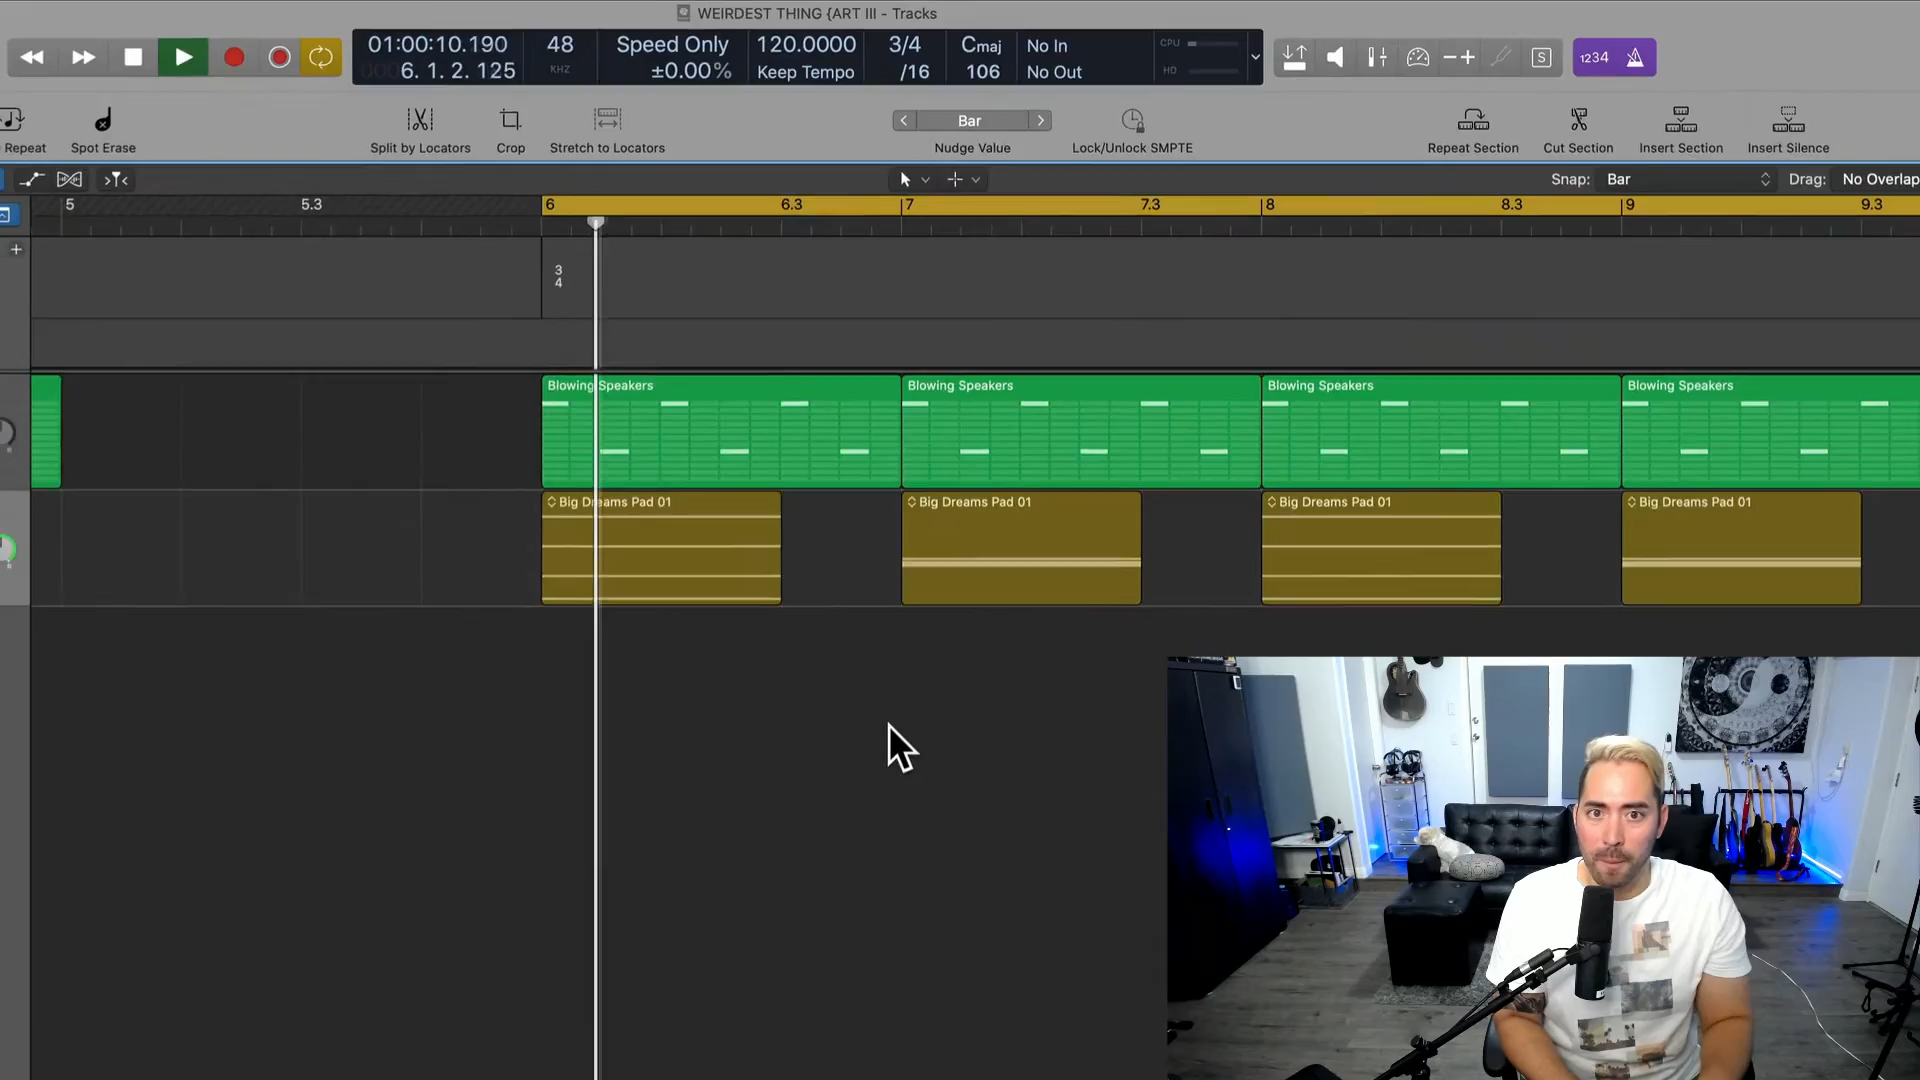 WEIRDEST THING {ART III - Tracks
01:00:10.190
6. 1. 2. 125
48
KHZ
Speed Only
±0.00%
120.0000
Keep Tempo
3/4
/16
Cmaj
106
No In
No Out
CPU
HD
S
1234
Repeat
Spot Erase
Split by Locators
Crop
Stretch to Locators
Bar
Nudge Value
Lock/Unlock SMPTE
Repeat Section
Cut Section
Insert Section
Insert Silence
Snap: Bar
Drag: No Overlap
5 5.3 6 6.3 7 7.3 8 8.3 9 9.3
3
4
Blowing Speakers
Blowing Speakers
Blowing Speakers
Blowing Speakers
Big Dreams Pad 01
Big Dreams Pad 01
Big Dreams Pad 01
Big Dreams Pad 01